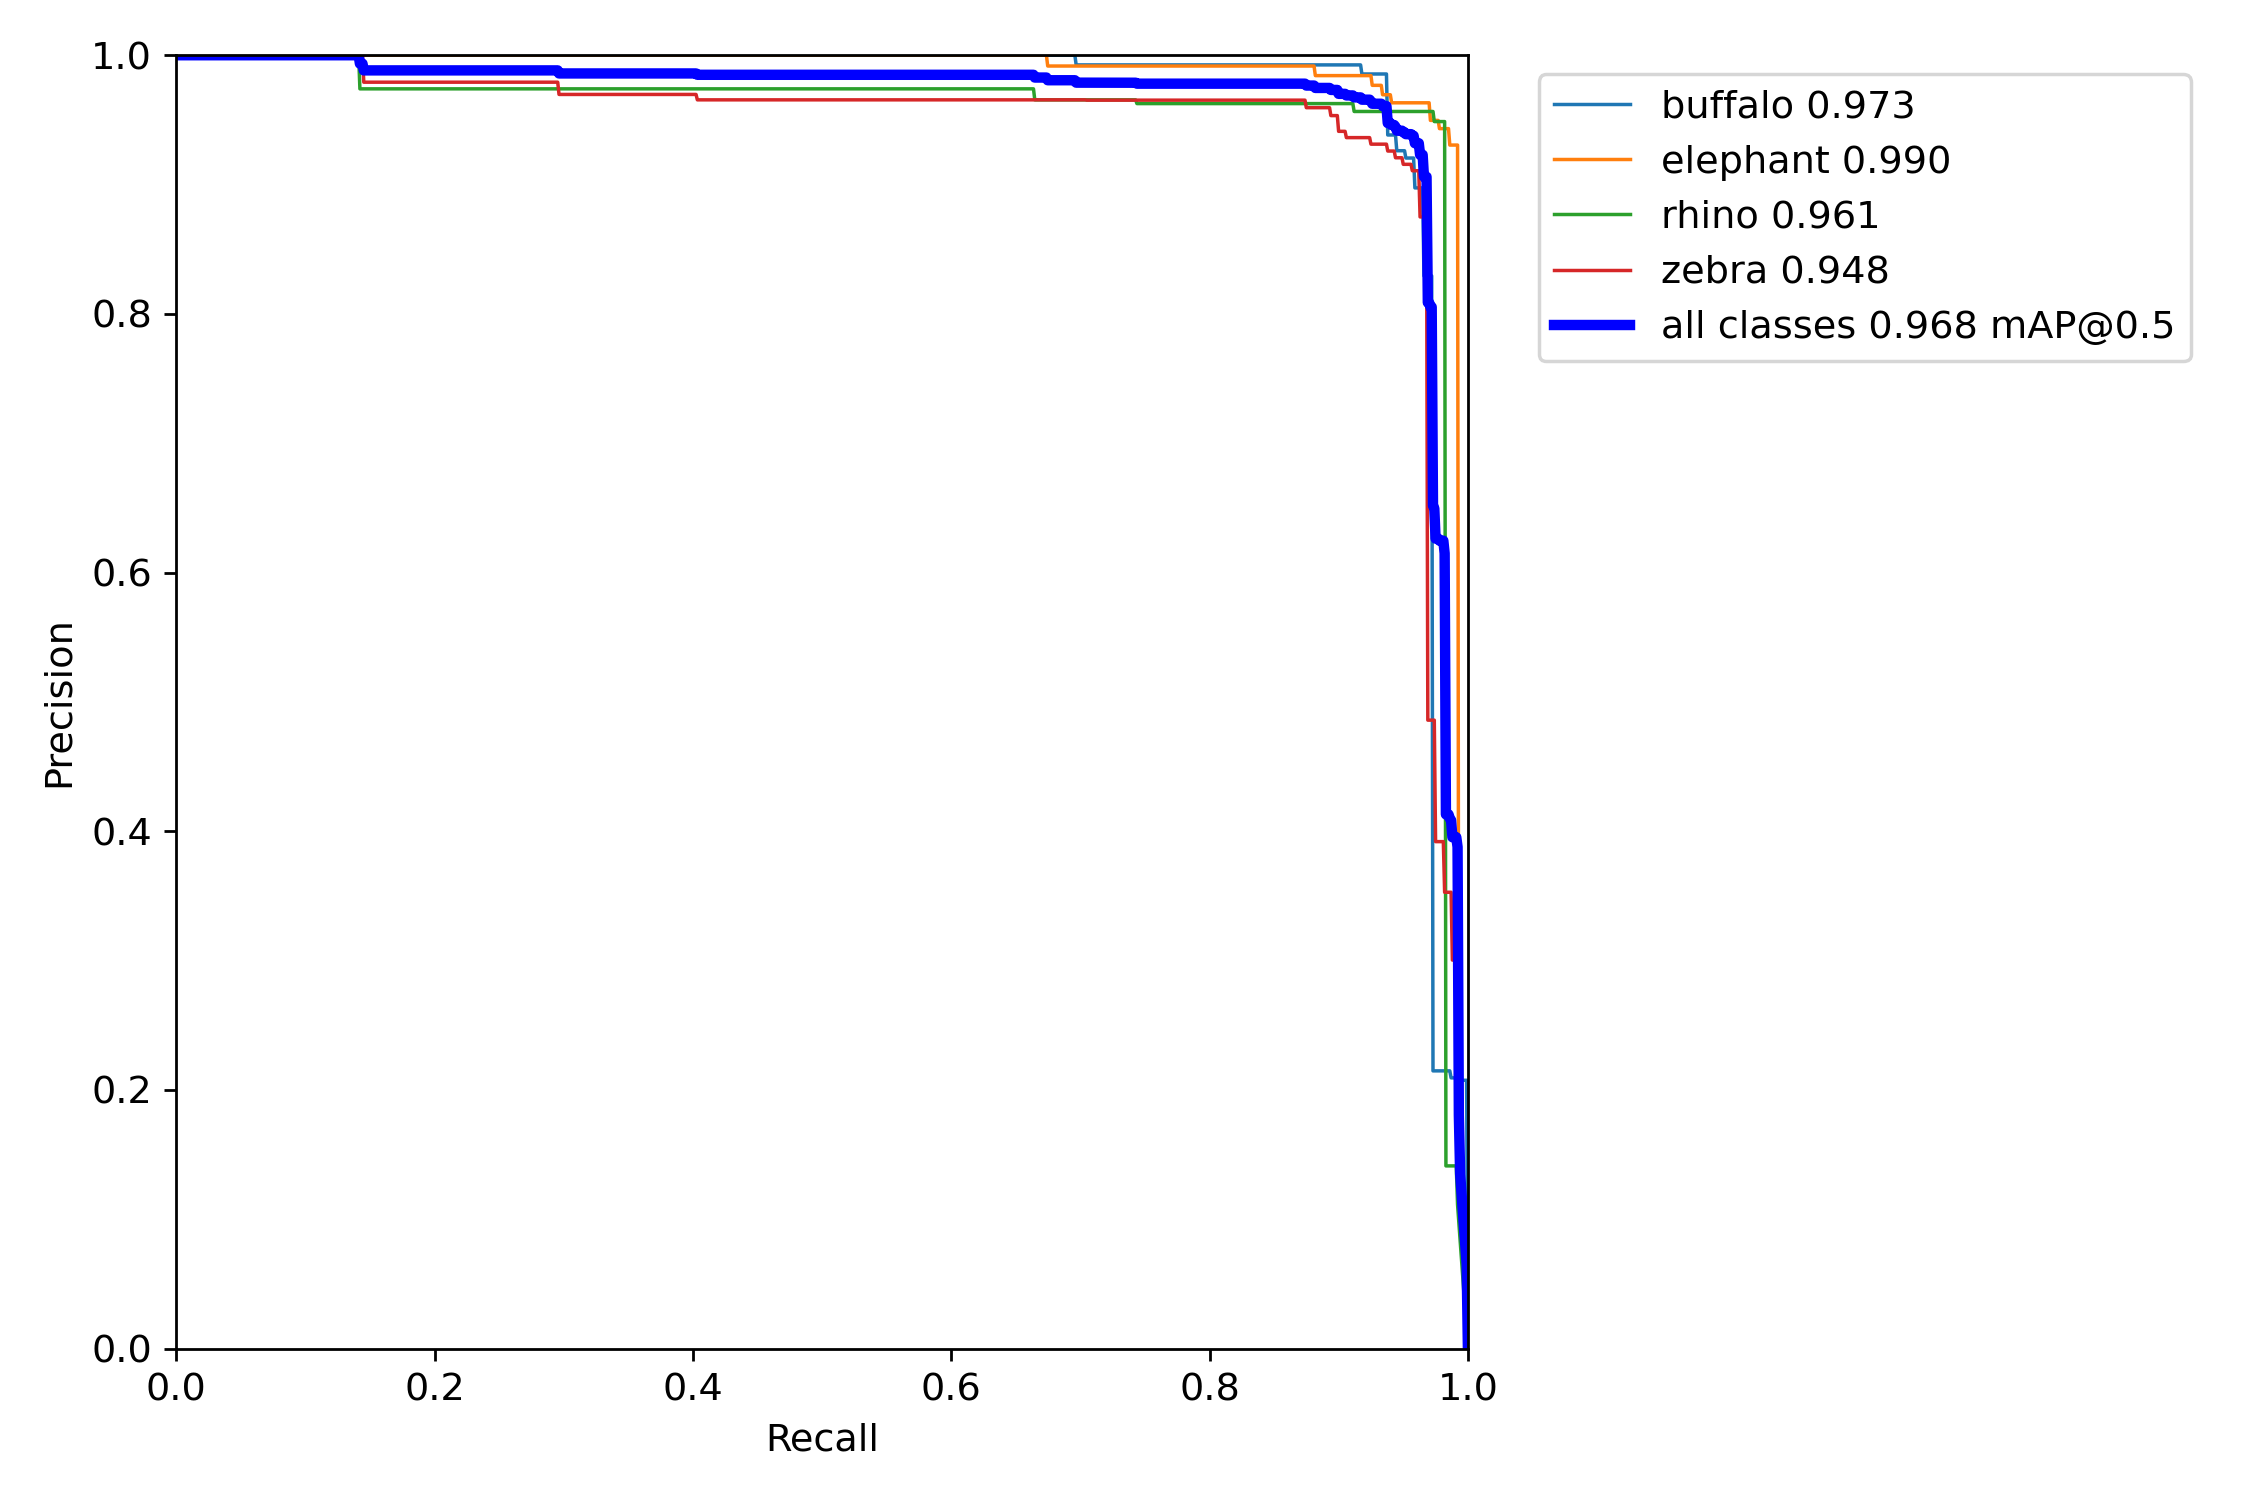 1.0
0.8
0.6
0.4
0.2
0.0
Precision
0.0 0.2 0.4 0.6 0.8 1.0
Recall
buffalo 0.973
elephant 0.990
rhino 0.961
zebra 0.948
all classes 0.968 mAP@0.5